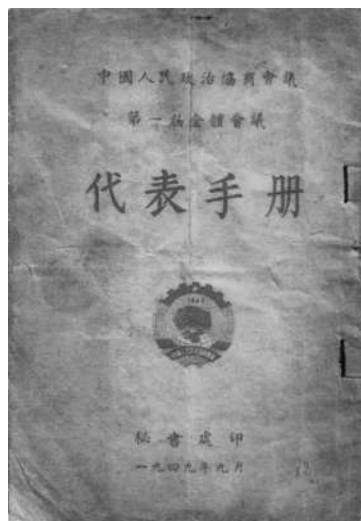 中國人民政治協商會議
第一屆全體會議
代表手册
秘書處印
一九四九年九月